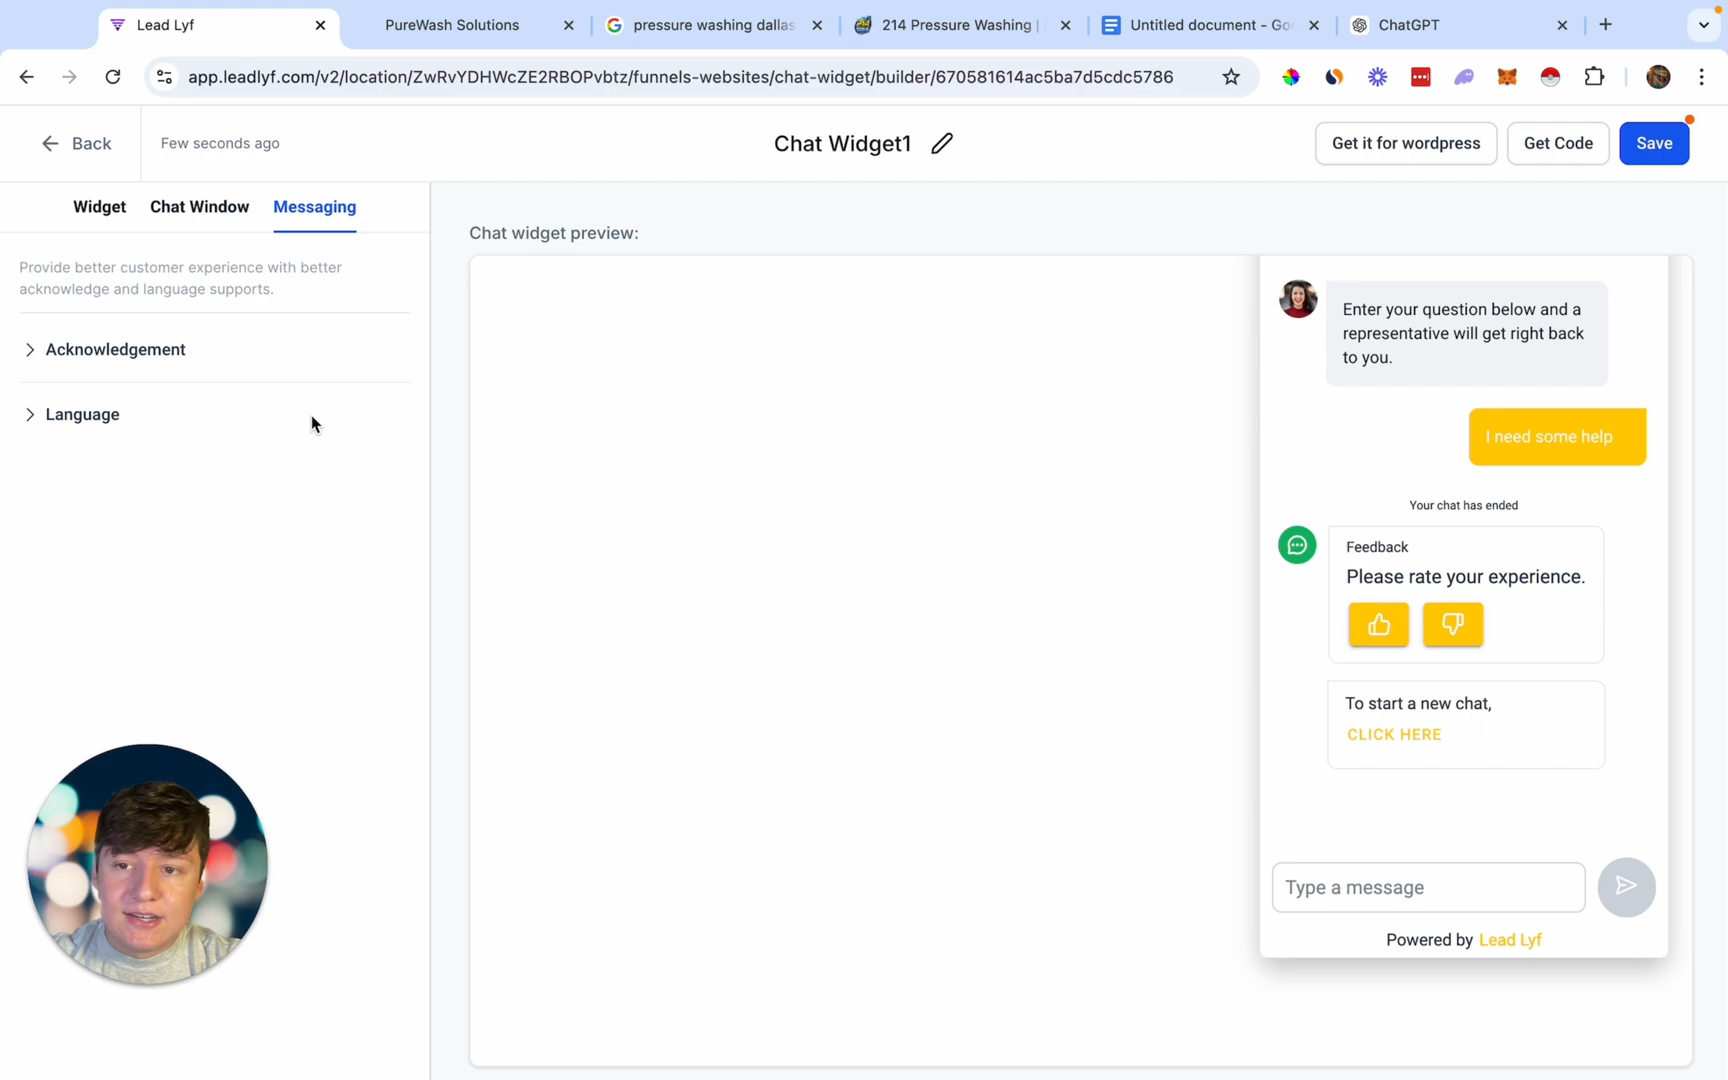 Lead Lyf
PureWash Solutions
pressure washing dallas
214 Pressure Washing |
Untitled document - Goo
ChatGPT
app.leadlyf.com/v2/location/ZwRvYDHWcZE2RBOPvbtz/funnels-websites/chat-widget/builder/670581614ac5ba7d5cdc5786
Back
Few seconds ago
Chat Widget1
Get it for wordpress
Get Code
Save
Widget
Chat Window
Messaging
Provide better customer experience with better
acknowledge and language supports.
Acknowledgement
Language
Chat widget preview:
Enter your question below and a
representative will get right back
to you.
I need some help
Your chat has ended
Feedback
Please rate your experience.
To start a new chat,
CLICK HERE
Type a message
Powered by Lead Lyf